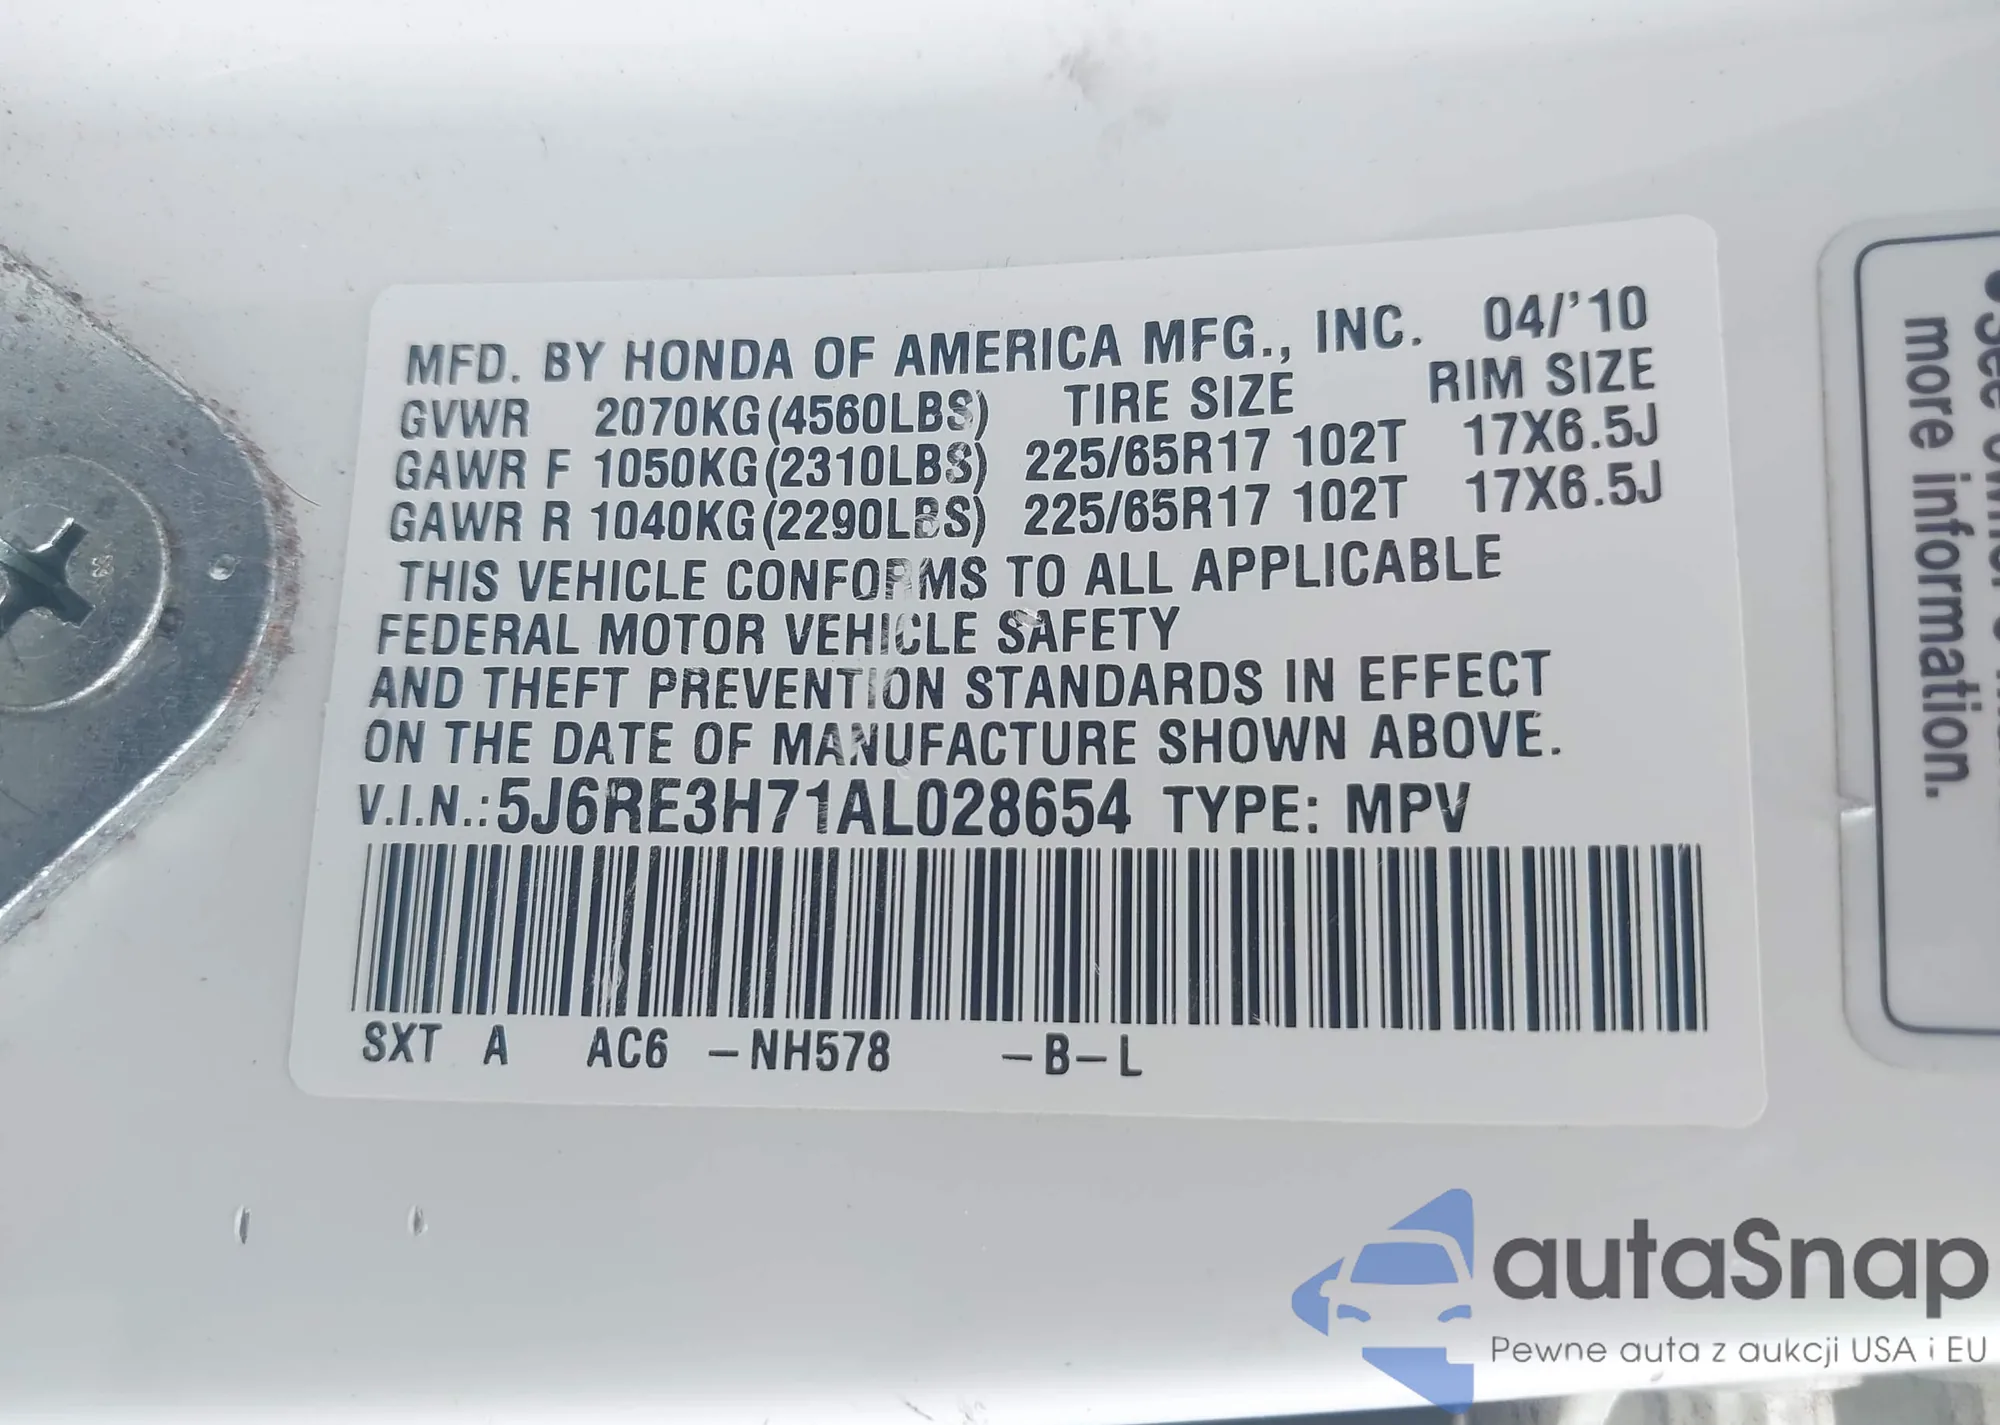 MFD. BY HONDA OF AMERICA MFG., INC. 04/'10
GVWR 2070KG(4560LBS) TIRE SIZE RIM SIZE
GAWR F 1050KG(2310LBS) 225/65R17 102T 17X6.5J
GAWR R 1040KG(2290LBS) 225/65R17 102T 17X6.5J
THIS VEHICLE CONFORMS TO ALL APPLICABLE
FEDERAL MOTOR VEHICLE SAFETY
AND THEFT PREVENTION STANDARDS IN EFFECT
ON THE DATE OF MANUFACTURE SHOWN ABOVE.
V.I.N.:5J6RE3H71AL028654 TYPE: MPV
SXT A AC6 -NH578 -B-L
•See
more information.
autaSnap
Pewne auta z aukcji USA i EU